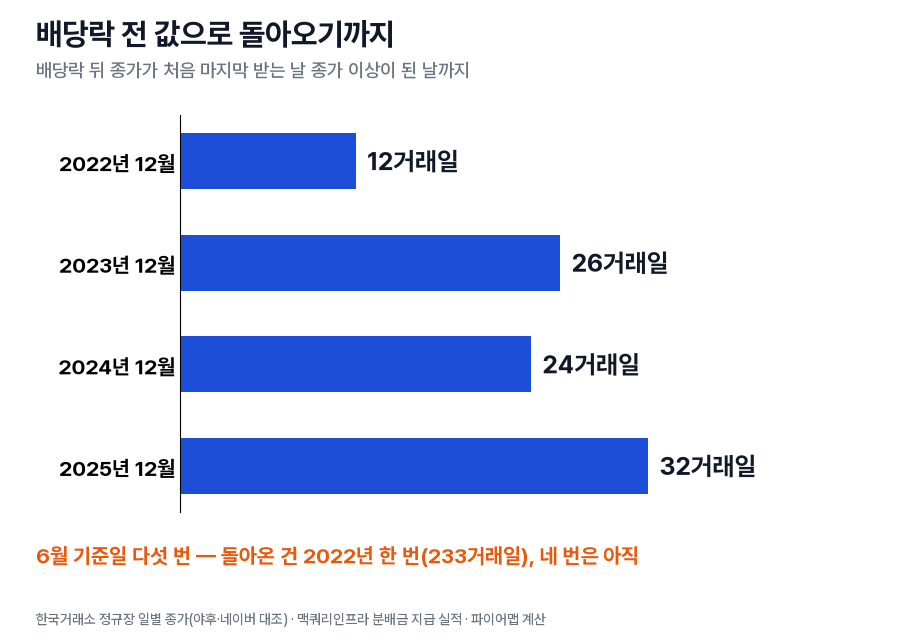 배당락 전 값으로 돌아오기까지
배당락 뒤 종가가 처음 마지막 받는 날 종가 이상이 된 날까지
2022년 12월 12거래일
2023년 12월 26거래일
2024년 12월 24거래일
2025년 12월 32거래일
6월 기준일 다섯 번 — 돌아온 건 2022년 한 번(233거래일), 네 번은 아직
한국거래소 정규장 일별 종가(야후·네이버 대조) · 맥쿼리인프라 분배금 지급 실적 · 파이어맵 계산